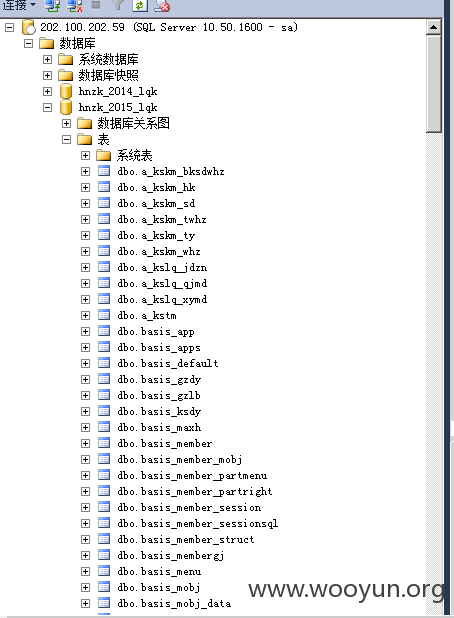 连接
202.100.202.59 (SQL Server 10.50.1600 - sa)
数据库
系统数据库
数据库快照
hnzk_2014_lqk
hnzk_2015_lqk
数据库关系图
表
系统表
dbo.a_kskm_bksdwhz
dbo.a_kskm_hk
dbo.a_kskm_sd
dbo.a_kskm_twhz
dbo.a_kskm_ty
dbo.a_kskm_whz
dbo.a_kslq_jdzn
dbo.a_kslq_qjmd
dbo.a_kslq_xymd
dbo.a_kstm
dbo.basis_app
dbo.basis_apps
dbo.basis_default
dbo.basis_gzdy
dbo.basis_gzlb
dbo.basis_ksdy
dbo.basis_maxh
dbo.basis_member
dbo.basis_member_mobj
dbo.basis_member_partmenu
dbo.basis_member_partright
dbo.basis_member_session
dbo.basis_member_sessionsql
dbo.basis_member_struct
dbo.basis_membergj
dbo.basis_menu
dbo.basis_mobj
dbo.basis_mobj_data
www.wooyun.org